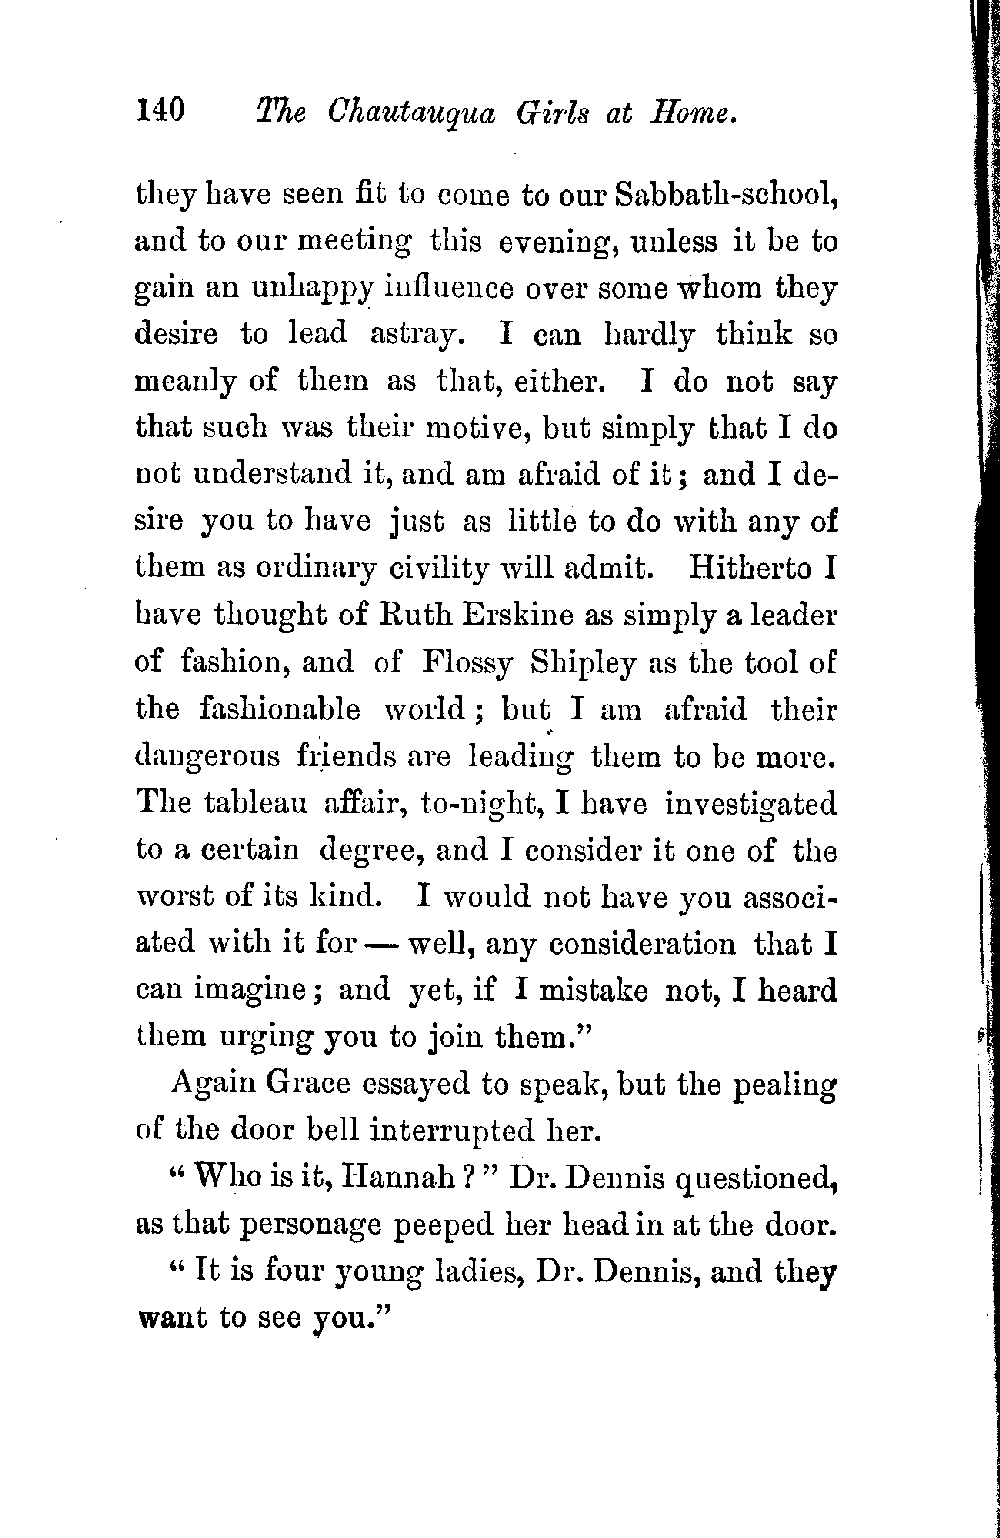 140 The Chautauqua Girls at Home.
they have seen fit to come to our Sabbath-school,
and to our meeting this evening, unless it be to
gain an unhappy influence over some whom they
desire to lead astray. I can hardly think so
meanly of them as that, either. I do not say
that such was their motive, but simply that I do
not understand it, and am afraid of it; and I de-
sire you to have just as little to do with any of
them as ordinary civility will admit. Hitherto I
have thought of Ruth Erskine as simply a leader
of fashion, and of Flossy Shipley as the tool of
the fashionable world; but I am afraid their
dangerous friends are leading them to be more.
The tableau affair, to-night, I have investigated
to a certain degree, and I consider it one of the
worst of its kind. I would not have you associ-
ated with it for — well, any consideration that I
can imagine; and yet, if I mistake not, I heard
them urging you to join them."
Again Grace essayed to speak, but the pealing
of the door bell interrupted her.
"Who is it, Hannah?" Dr. Dennis questioned,
as that personage peeped her head in at the door.
"It is four young ladies, Dr. Dennis, and they
want to see you."